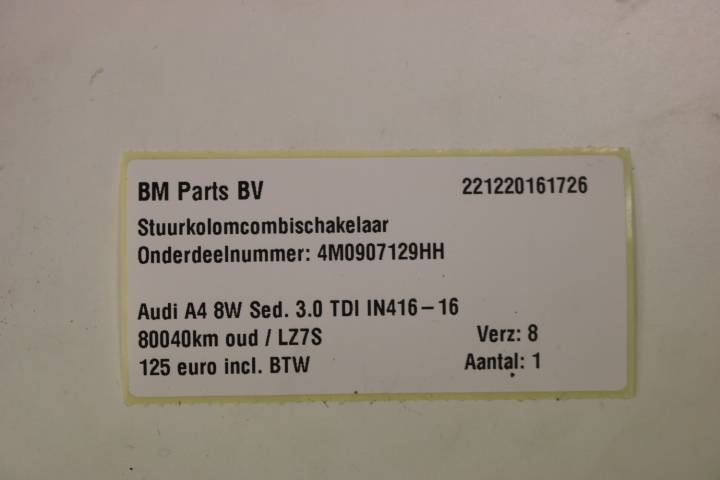 BM Parts BV 221220161726
Stuurkolomcombischakelaar
Onderdeelnummer: 4M0907129HH
Audi A4 8W Sed. 3.0 TDI IN416-16
80040km oud / LZ7S Verz: 8
125 euro incl. BTW Aantal: 1